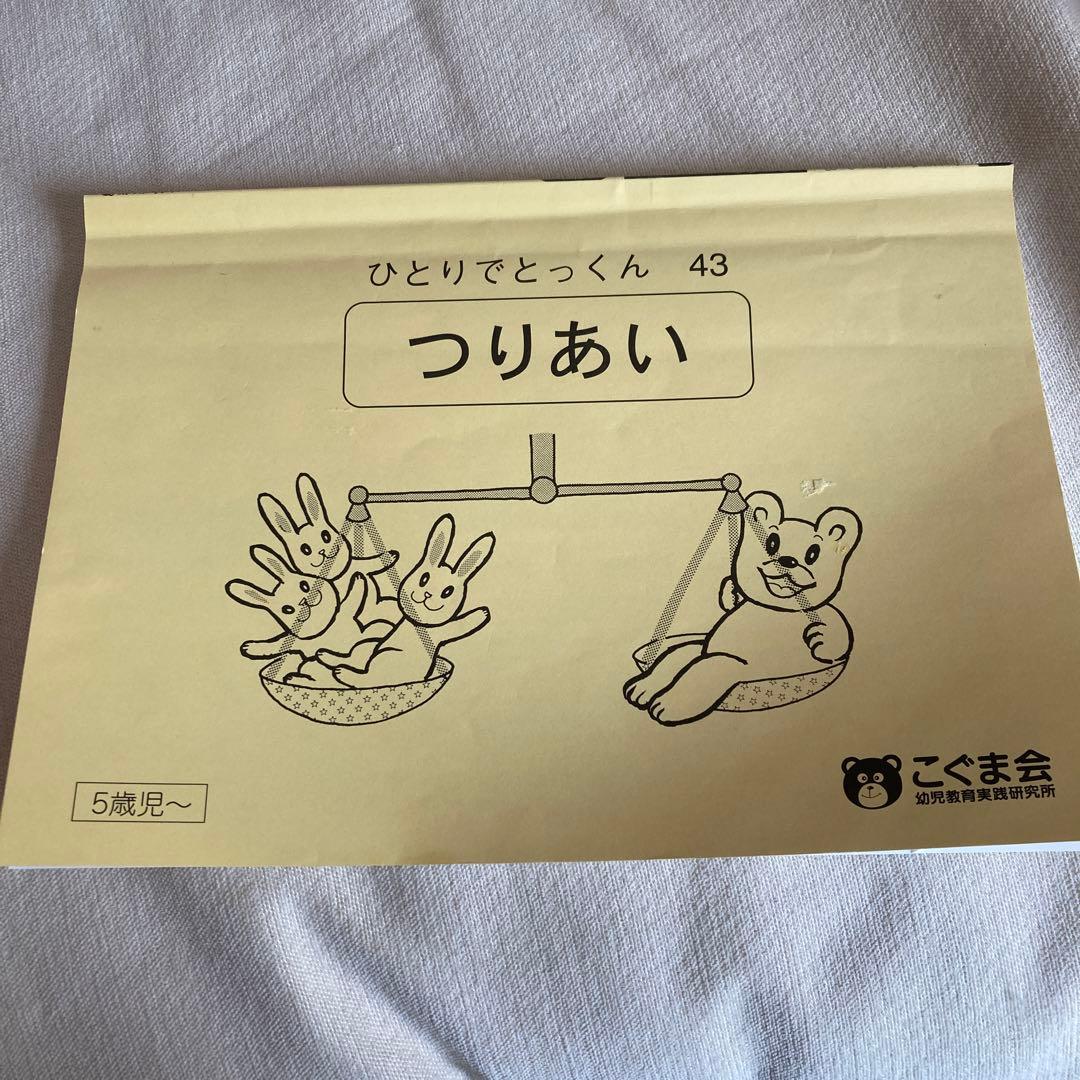 ひとりでとっくん 43
つりあい
5歳児～
こぐま会
幼児教育実践研究所